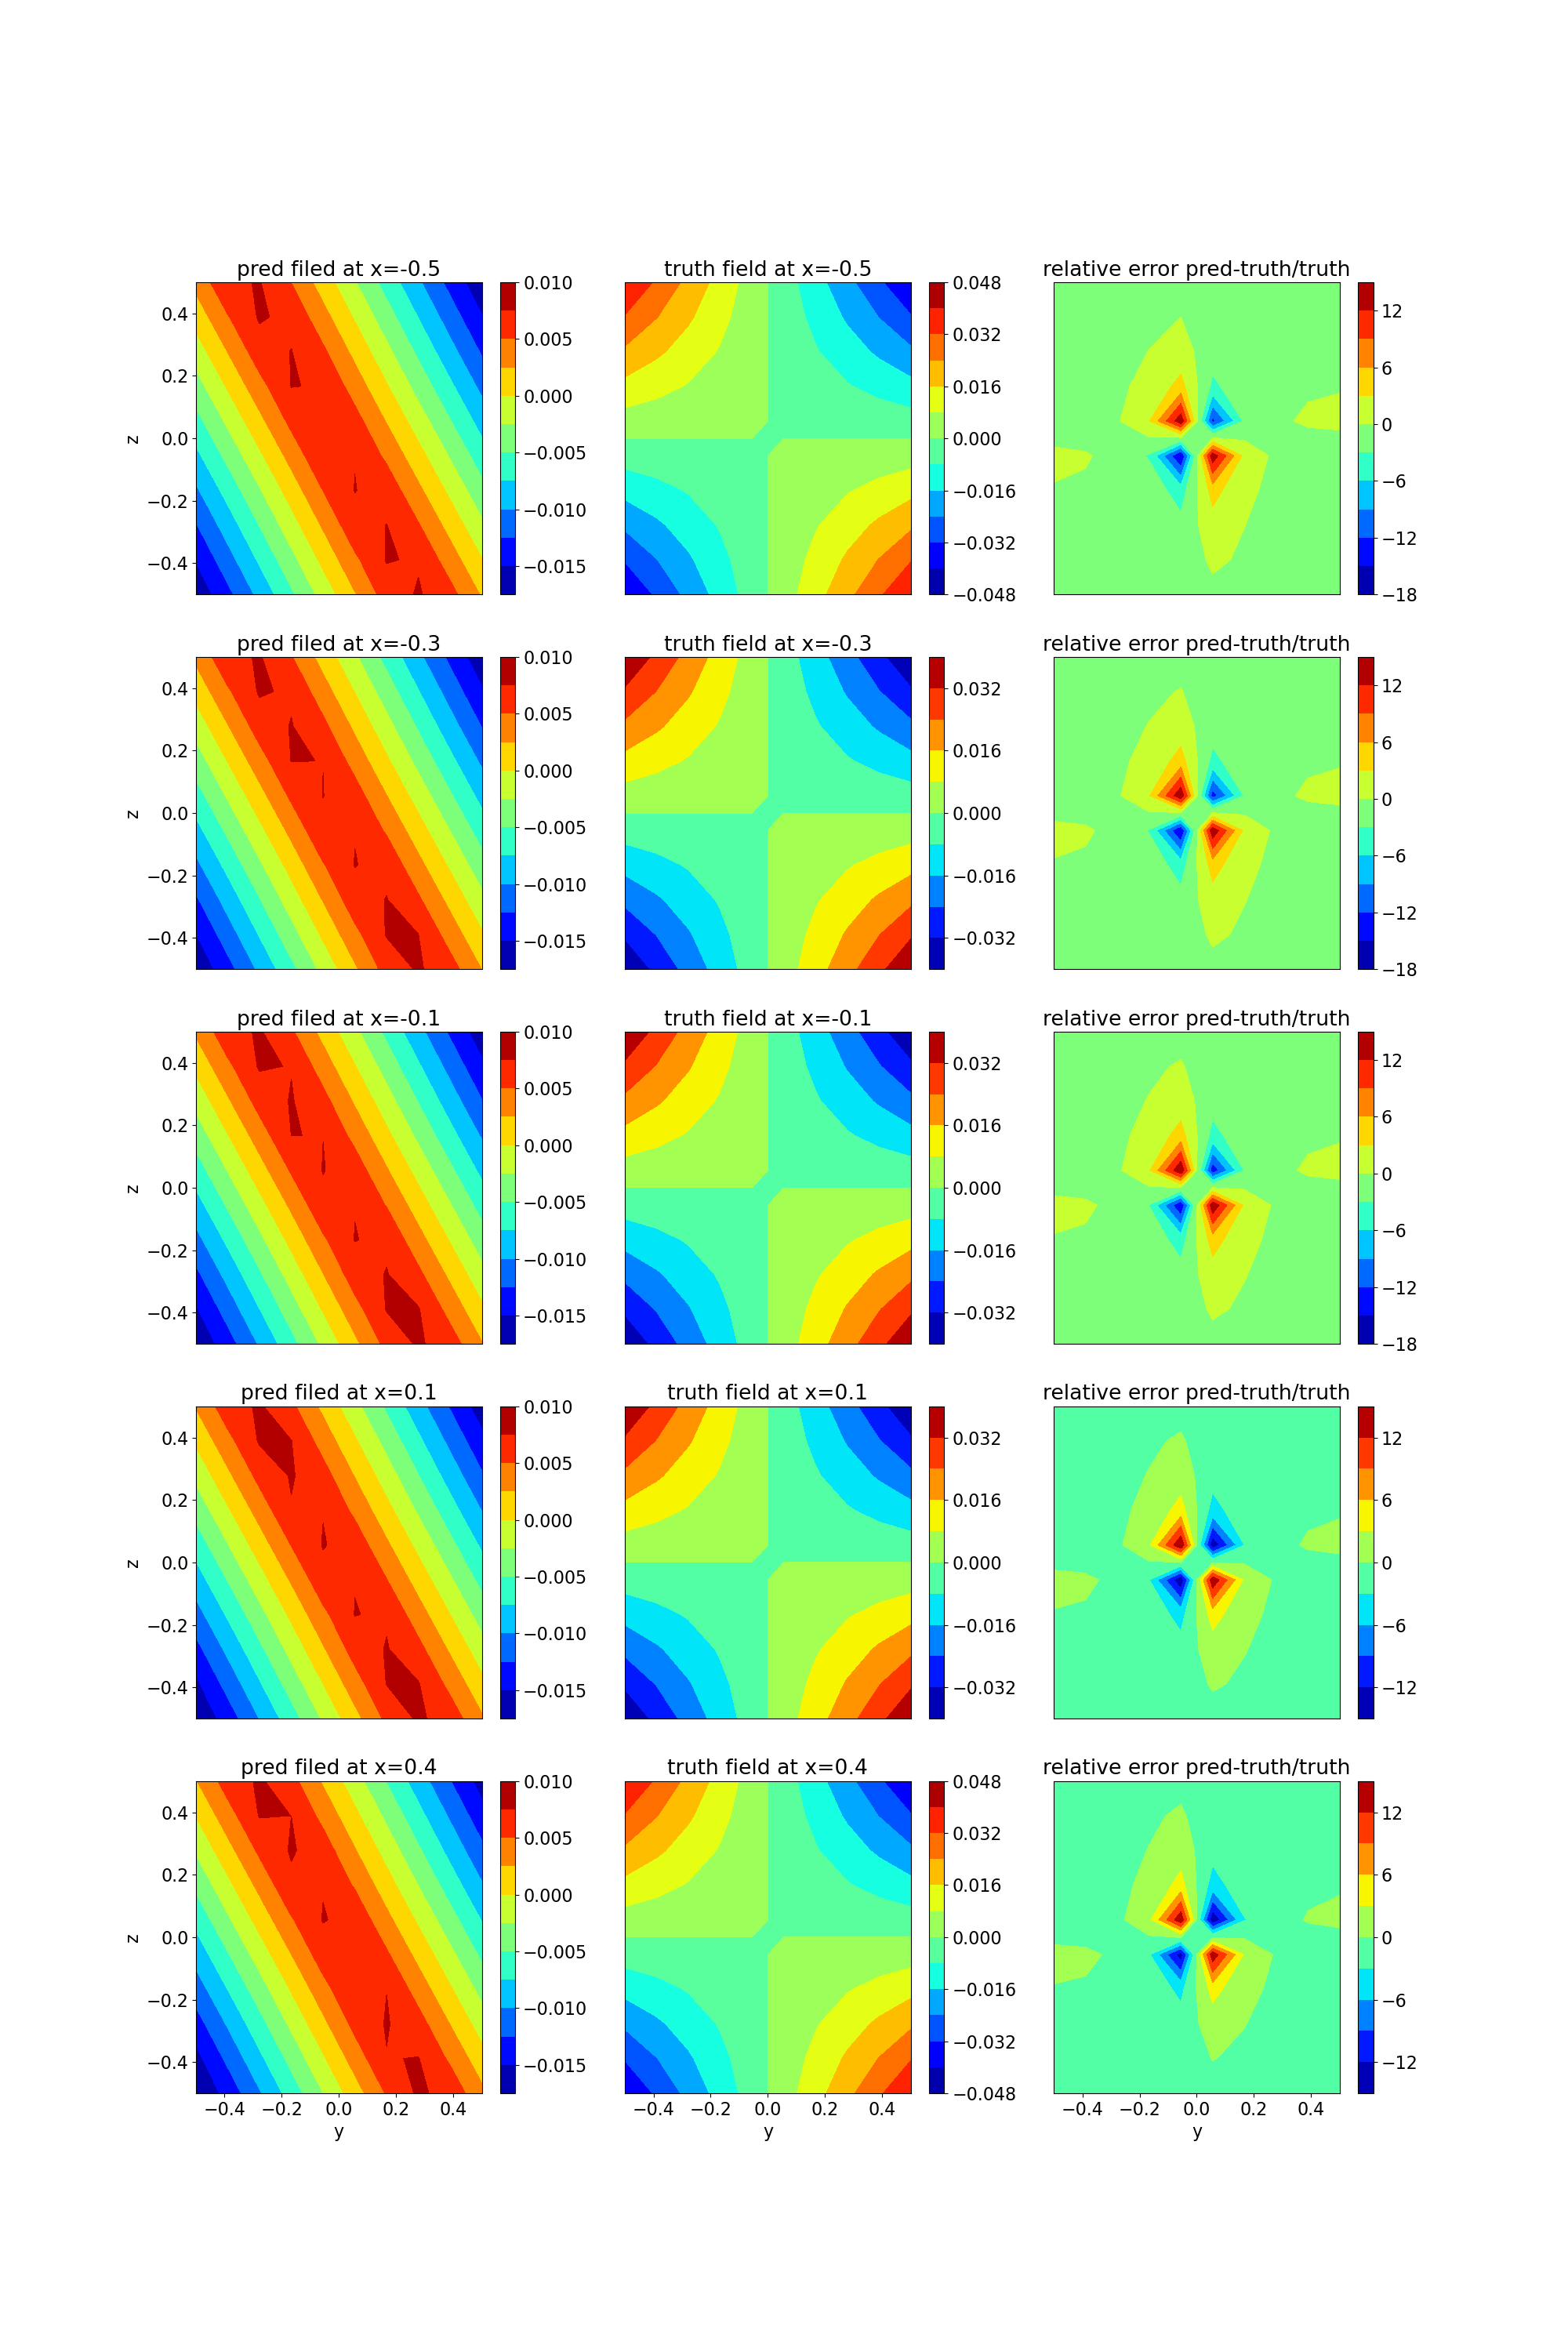 pred filed at x=-0.5 truth field at x=-0.5 relative error pred-truth/truth
0.010 0.048
0.4 0.005 0.032 12
0.2 0.000 0.016 6
z 0.0 −0.005 0.000 0
−0.2 −0.010 −0.016 −6
−0.4 −0.015 −0.032 −12
−0.048 −18
pred filed at x=-0.3 truth field at x=-0.3 relative error pred-truth/truth
0.010
0.4 0.005 0.032 12
0.2 0.000 0.016 6
z 0.0 −0.005 0.000 0
−0.2 −0.010 −0.016 −6
−0.4 −0.015 −0.032 −12
−18
pred filed at x=-0.1 truth field at x=-0.1 relative error pred-truth/truth
0.010
0.4 0.005 0.032 12
0.2 0.000 0.016 6
z 0.0 −0.005 0.000 0
−0.2 −0.010 −0.016 −6
−0.4 −0.015 −0.032 −12
−18
pred filed at x=0.1 truth field at x=0.1 relative error pred-truth/truth
0.010
0.4 0.005 0.032 12
0.2 0.000 0.016 6
z 0.0 −0.005 0.000 0
−0.2 −0.010 −0.016 −6
−0.4 −0.015 −0.032 −12
pred filed at x=0.4 truth field at x=0.4 relative error pred-truth/truth
0.010 0.048
0.4 0.005 0.032 12
0.2 0.000 0.016 6
z 0.0 −0.005 0.000 0
−0.2 −0.010 −0.016 −6
−0.4 −0.015 −0.032 −12
−0.048
−0.4 −0.2 0.0 0.2 0.4 −0.4 −0.2 0.0 0.2 0.4 −0.4 −0.2 0.0 0.2 0.4
y y y